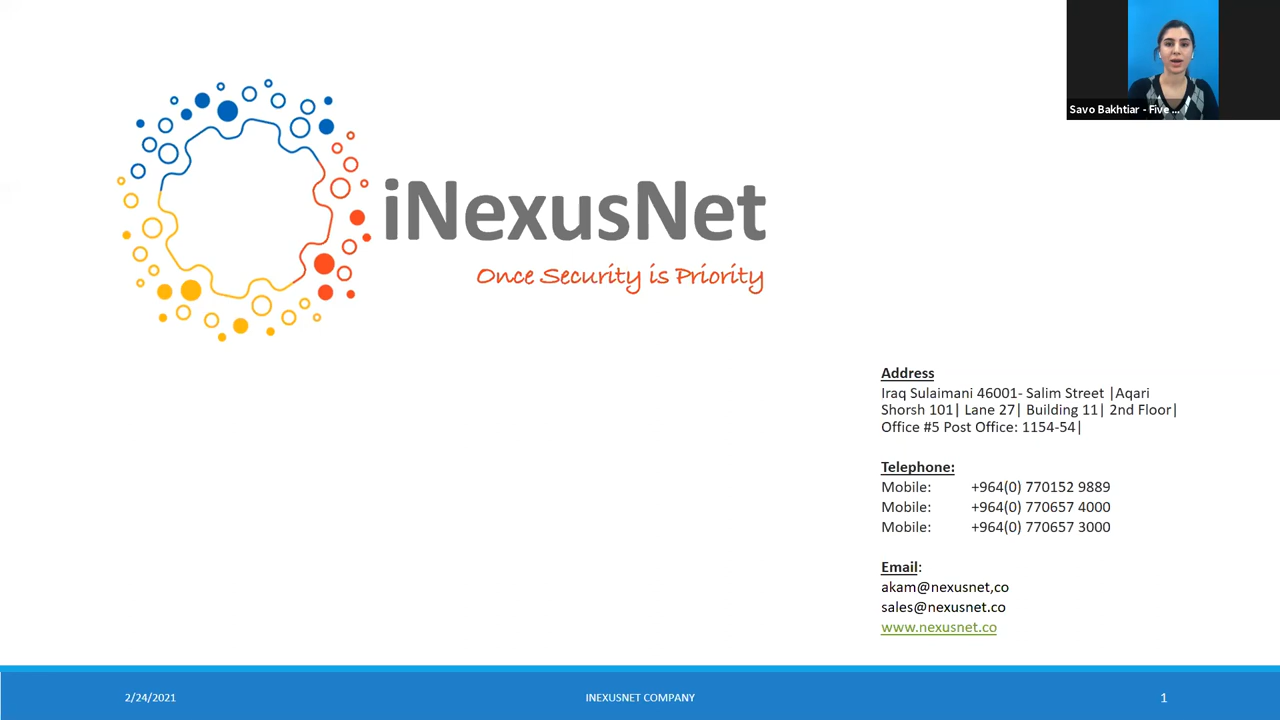 Savo Bakhtiar - Five ...
iNexusNet
Once Security is Priority
Address
Iraq Sulaimani 46001- Salim Street |Aqari
Shorsh 101| Lane 27| Building 11| 2nd Floor|
Office #5 Post Office: 1154-54|
Telephone:
Mobile: +964(0) 770152 9889
Mobile: +964(0) 770657 4000
Mobile: +964(0) 770657 3000
Email:
akam@nexusnet,co
sales@nexusnet.co
www.nexusnet.co
2/24/2021 INEXUSNET COMPANY 1